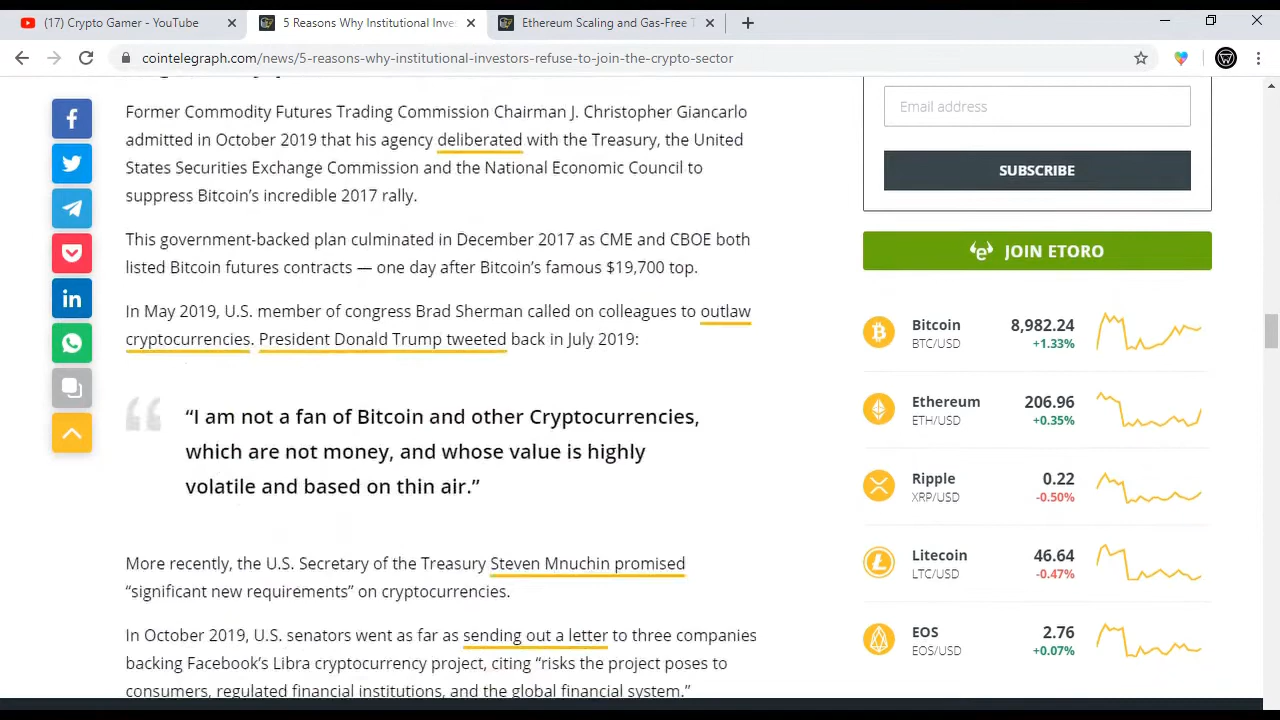 (17) Crypto Gamer - YouTube
5 Reasons Why Institutional Inve
Ethereum Scaling and Gas-Free T
cointelegraph.com/news/5-reasons-why-institutional-investors-refuse-to-join-the-crypto-sector
Former Commodity Futures Trading Commission Chairman J. Christopher Giancarlo
admitted in October 2019 that his agency deliberated with the Treasury, the United
States Securities Exchange Commission and the National Economic Council to
suppress Bitcoin’s incredible 2017 rally.
This government-backed plan culminated in December 2017 as CME and CBOE both
listed Bitcoin futures contracts — one day after Bitcoin’s famous $19,700 top.
In May 2019, U.S. member of congress Brad Sherman called on colleagues to outlaw
cryptocurrencies. President Donald Trump tweeted back in July 2019:
“I am not a fan of Bitcoin and other Cryptocurrencies,
which are not money, and whose value is highly
volatile and based on thin air.”
More recently, the U.S. Secretary of the Treasury Steven Mnuchin promised
“significant new requirements” on cryptocurrencies.
In October 2019, U.S. senators went as far as sending out a letter to three companies
backing Facebook’s Libra cryptocurrency project, citing “risks the project poses to
consumers, regulated financial institutions, and the global financial system.”
Email address
SUBSCRIBE
JOIN ETORO
Bitcoin 8,982.24
BTC/USD +1.33%
Ethereum 206.96
ETH/USD +0.35%
Ripple 0.22
XRP/USD -0.50%
Litecoin 46.64
LTC/USD -0.47%
EOS 2.76
EOS/USD +0.07%